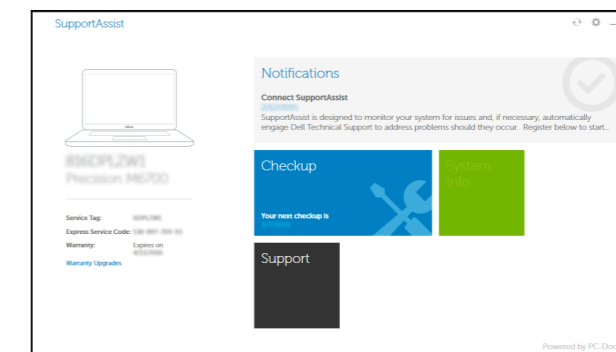 SupportAssist
Service Tag:
Express Service Code:
Warranty: Expires on
Warranty Upgrades
Notifications
Connect SupportAssist
SupportAssist is designed to monitor your system for issues and, if necessary, automatically
engage Dell Technical Support to address problems should they occur. Register below to start...
Checkup
Your next checkup is
System
Info
Support
Powered by PC-Doc